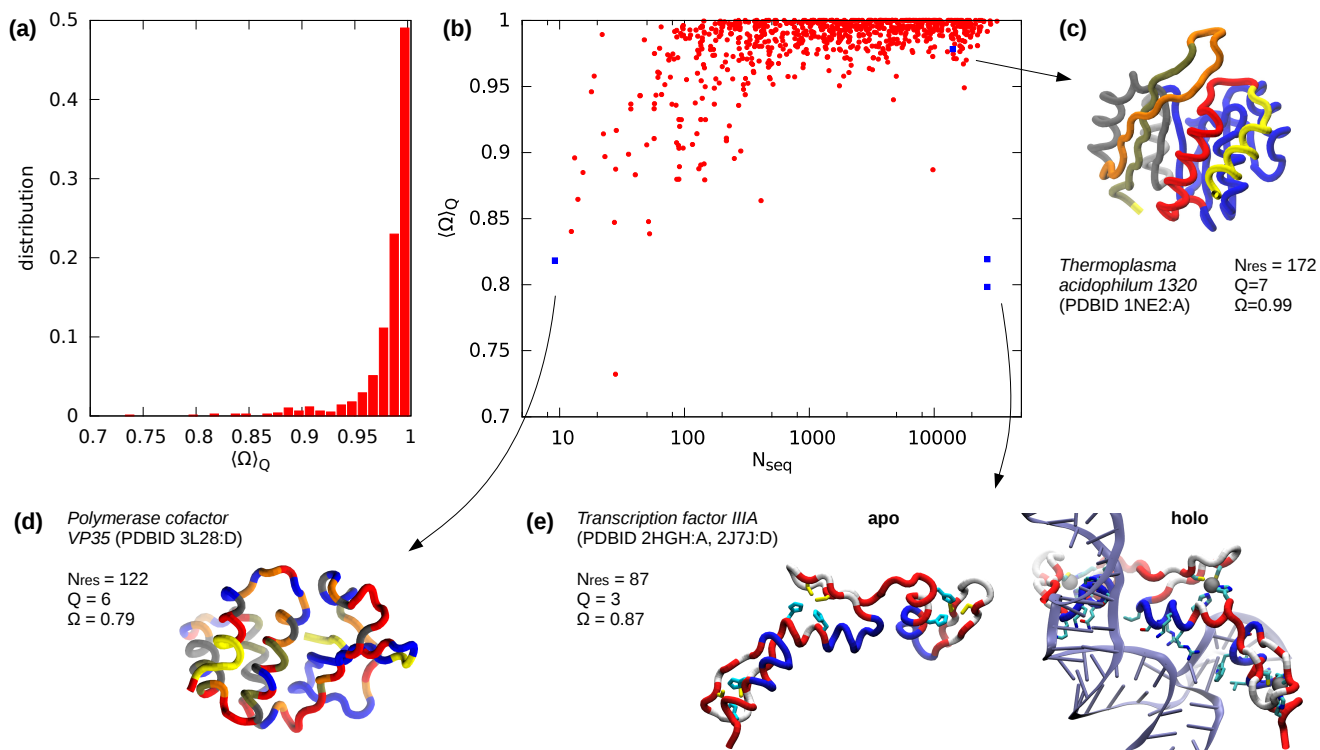 (a)
0.5
0.4
0.3
0.2
0.1
0
distribution
0.7 0.75 0.8 0.85 0.9 0.95 1
⟨Ω⟩Q
(b)
1
0.95
0.9
0.85
0.8
0.75
0.7
⟨Ω⟩Q
10 100 1000 10000
Nseq
(c)
Thermoplasma
acidophilum 1320
(PDBID 1NE2:A)
Nres = 172
Q=7
Ω=0.99
(d)
Polymerase cofactor
VP35 (PDBID 3L28:D)
Nres = 122
Q = 6
Ω = 0.79
(e)
Transcription factor IIIA
(PDBID 2HGH:A, 2J7J:D)
Nres = 87
Q = 3
Ω = 0.87
apo
holo